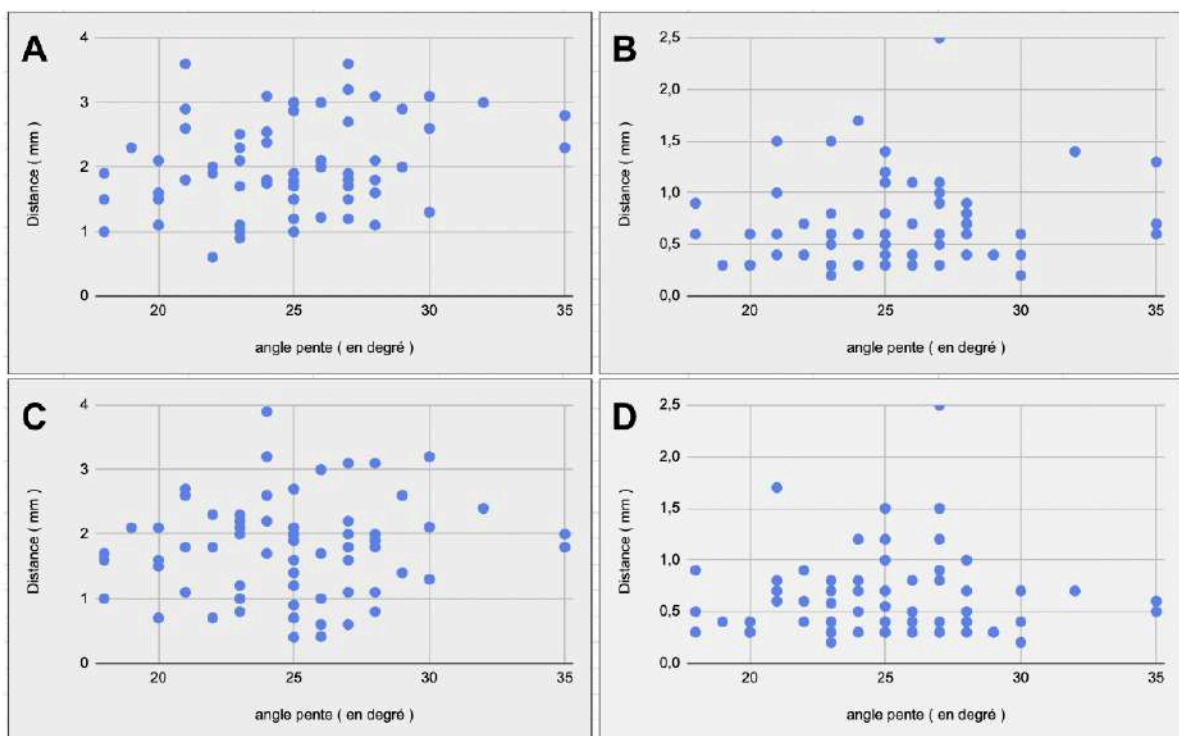 A
Distance ( mm )
4
3
2
1
0
20 25 30 35
angle pente ( en degré )
B
Distance ( mm )
2,5
2,0
1,5
1,0
0,5
0,0
20 25 30 35
angle pente ( en degré )
C
Distance ( mm )
4
3
2
1
0
20 25 30 35
angle pente ( en degré )
D
Distance ( mm )
2,5
2,0
1,5
1,0
0,5
0,0
20 25 30 35
angle pente ( en degré )